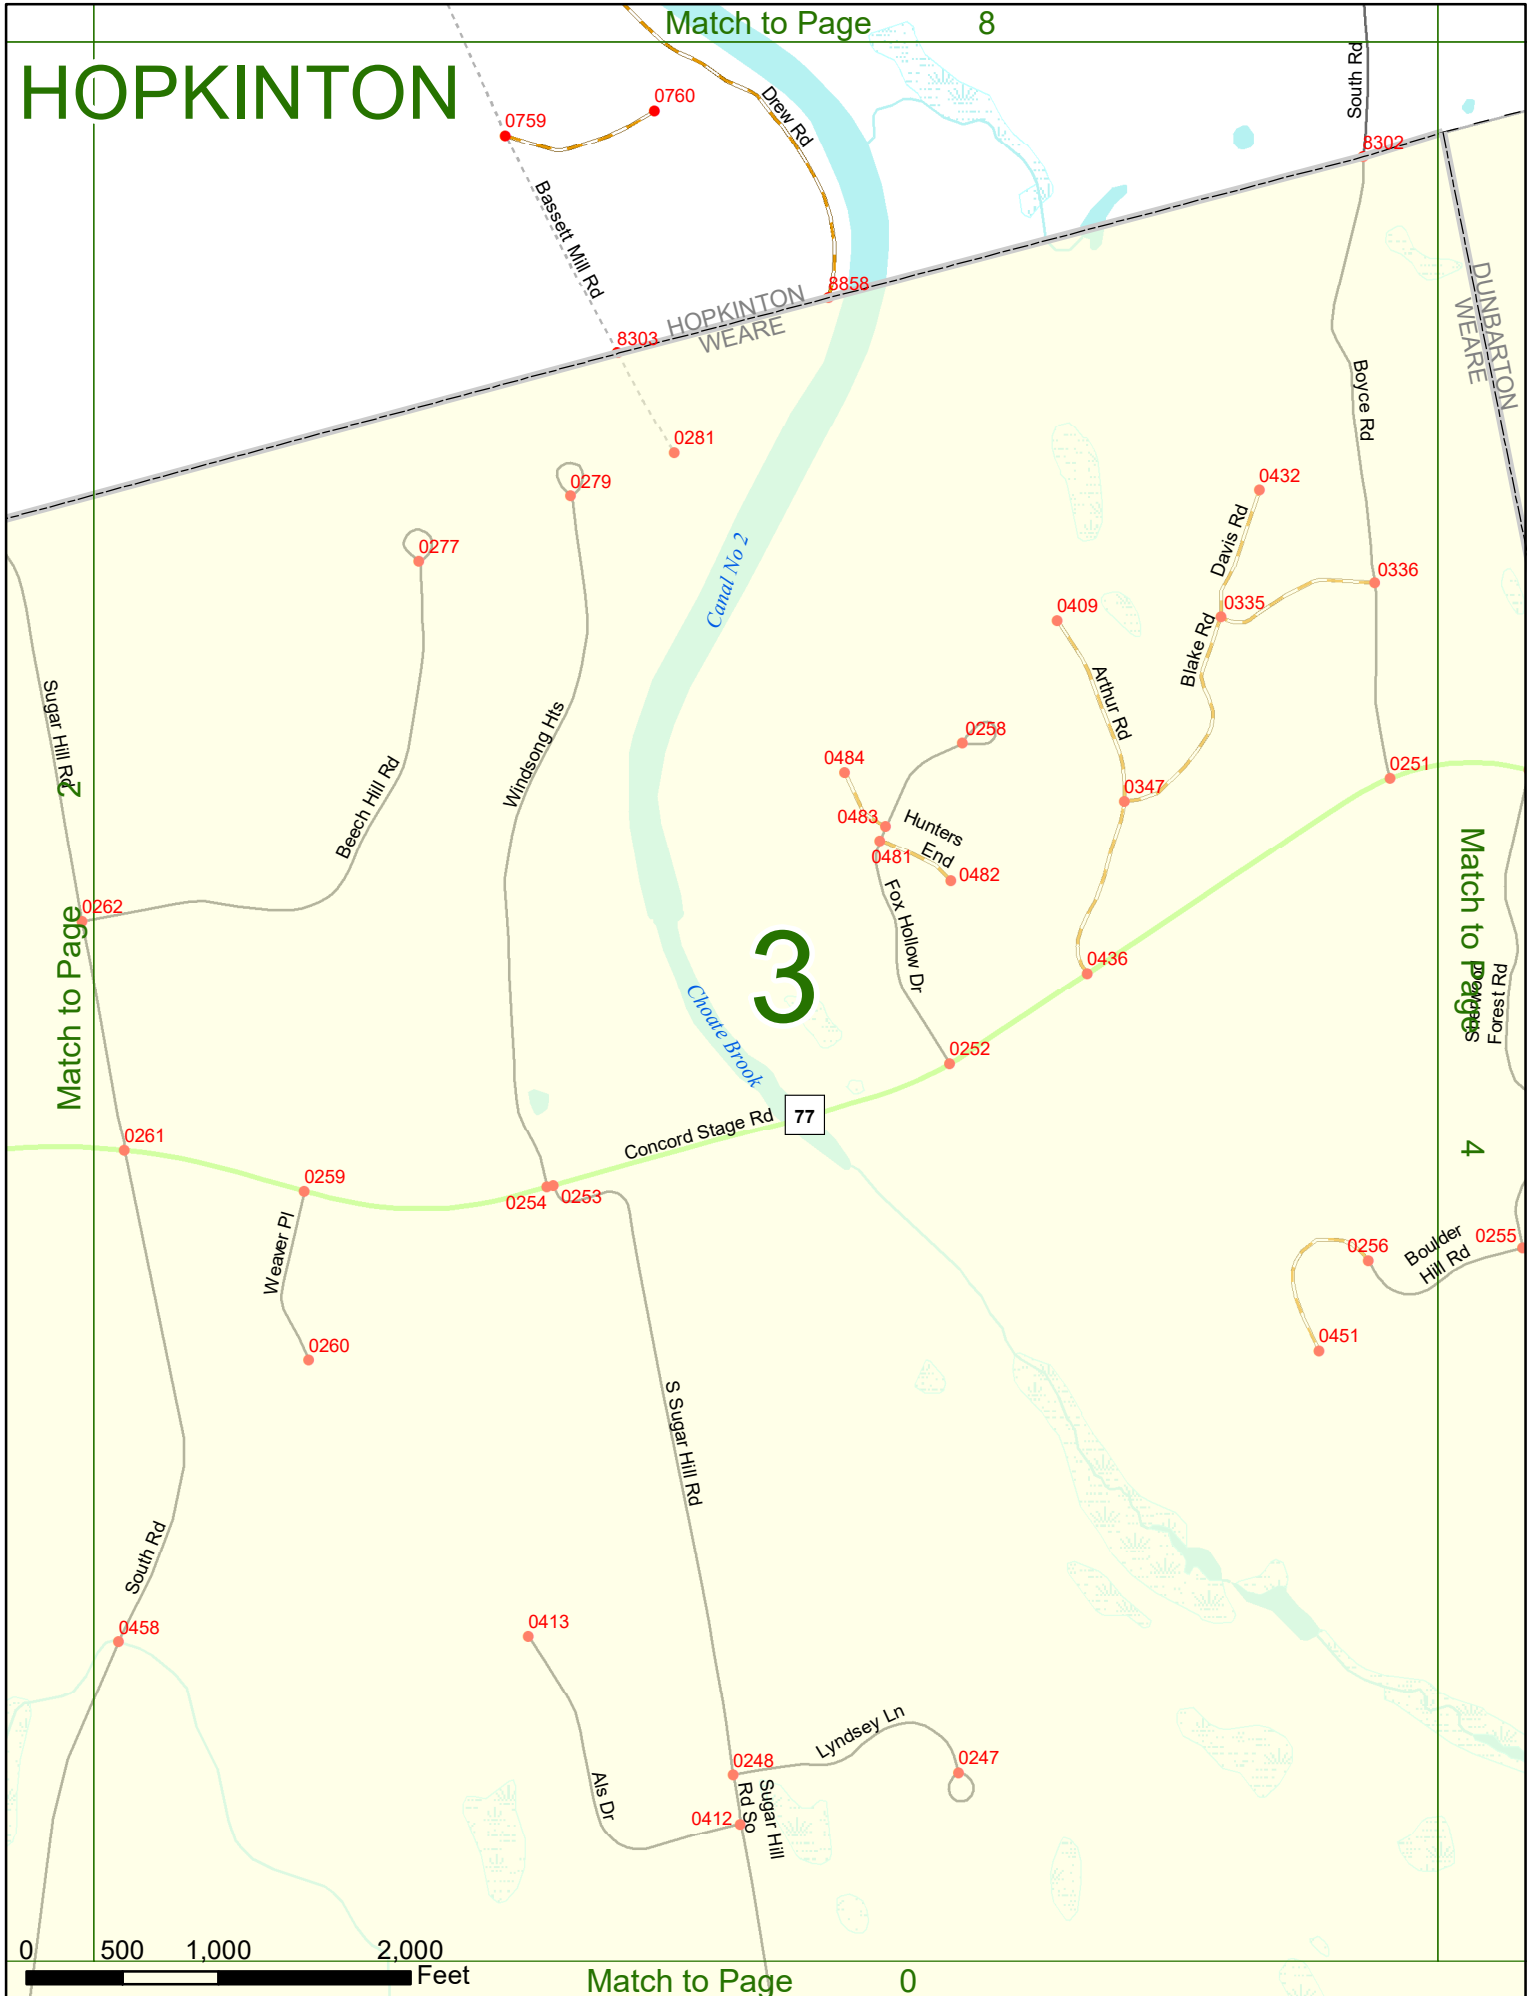 Match to Page 8
HOPKINTON
0760
0759
Drew Rd
South Rd
8302
Bassett Mill Rd
8858
HOPKINTON
WEARE
8303
DUNBARTON
WEARE
Boyce Rd
0281
0279
0432
0277
Canal No 2
Davis Rd
0336
0335
0409
Blake Rd
Arthur Rd
Sugar Hill Rd
Windsong Hts
0258
0484
0251
2
Beech Hill Rd
0347
0483
Hunters
End
0481
0482
Match to Page
Fox Hollow Dr
0262
Match to Page
3
0436
Sherwood
Forest Rd
Choate Brook
0252
77
Concord Stage Rd
0261
4
0259
0254
0253
Weaver Pl
0256
Boulder
Hill Rd
0255
0451
0260
S Sugar Hill Rd
South Rd
0458
0413
Lyndsey Ln
0248
0247
Als Dr
Sugar Hill
Rd So
0412
0 500 1,000 2,000
Feet
Match to Page 0